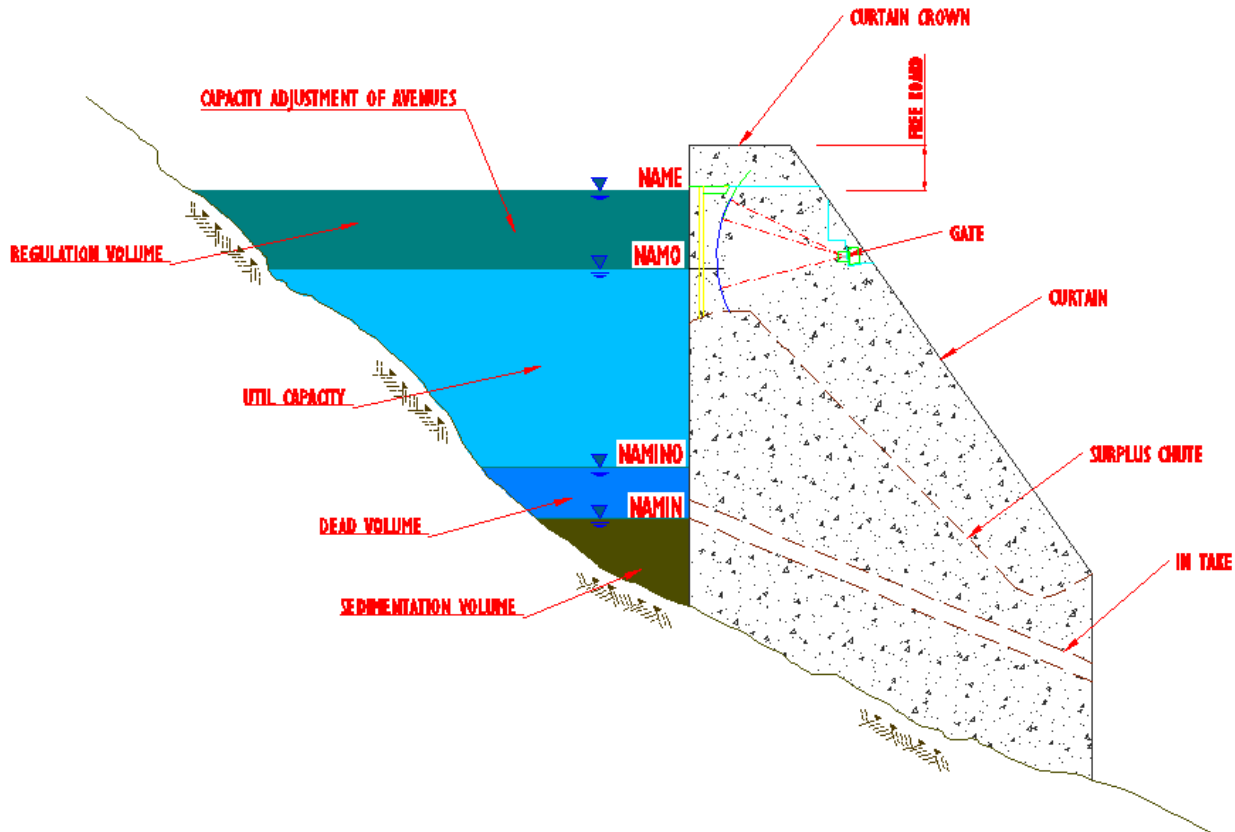 CURTAIN CROWN
FREE BOARD
CAPACITY ADJUSTMENT OF AVENUES
NAME
GATE
REGULATION VOLUME
NAMO
CURTAIN
UTIL CAPACITY
NAMINO
SURPLUS CHUTE
NAMIN
DEAD VOLUME
IN TAKE
SEDIMENTATION VOLUME